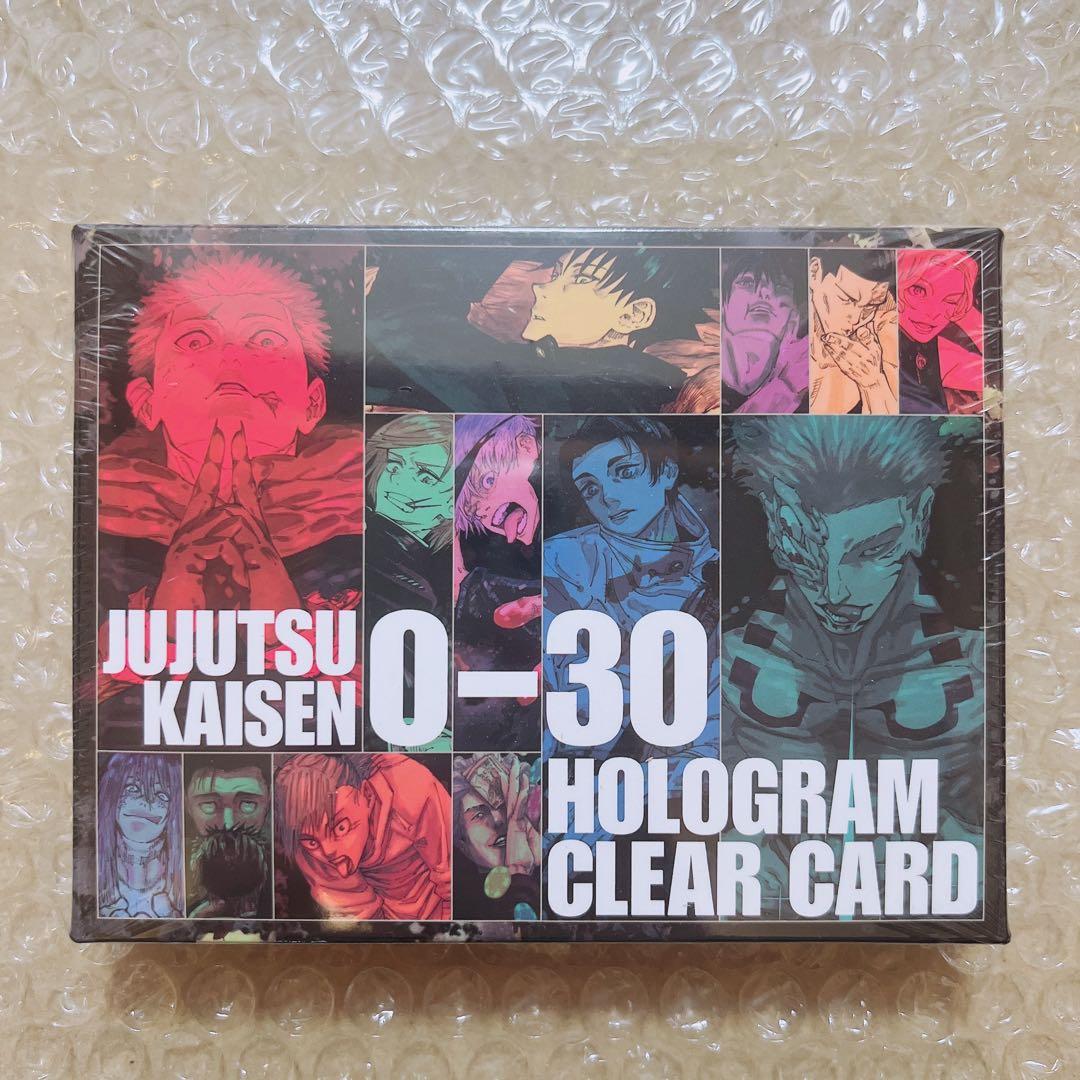 JUJUTSU
KAISEN
0-30
HOLOGRAM
CLEAR CARD